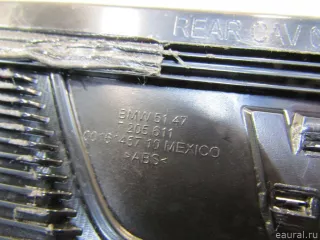 REAR CAV
BMW 51 47
205 611
MEXICO
>ABS<
V
© eaural.ru